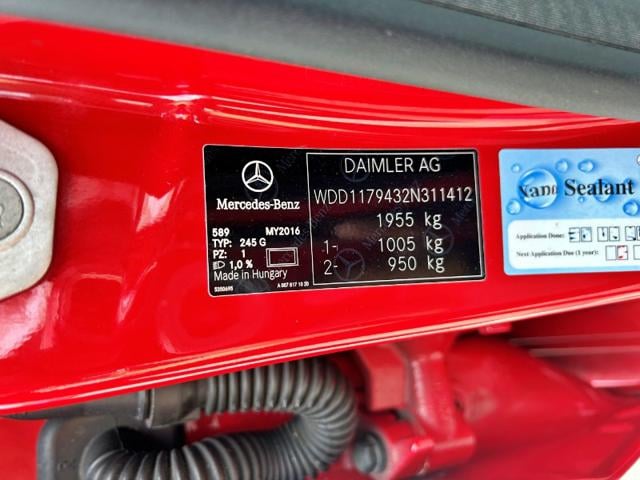 Mercedes-Benz
589 MY2016
TYP: 245 G
PZ: 1
1,0 %
Made in Hungary
DAIMLER AG
WDD1179432N311412
1955 kg
1- 1005 kg
2- 950 kg
Nano Sealant
Application Done:
Next Application Due (1 year):